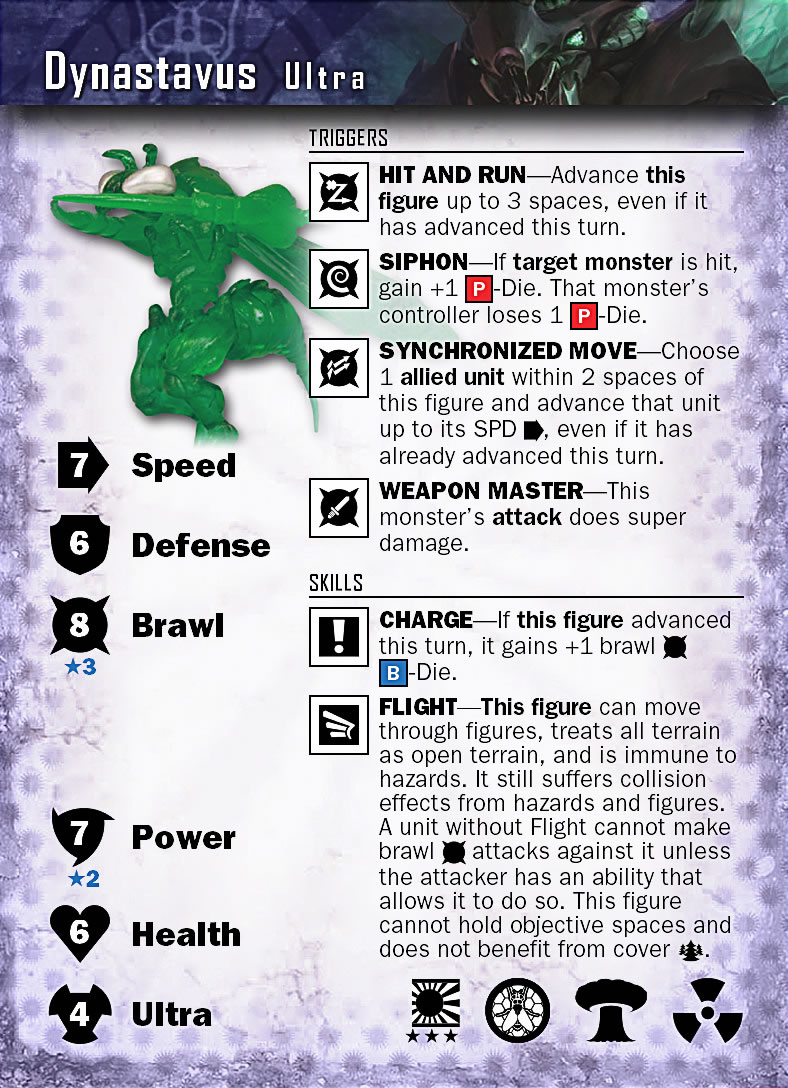 Dynastavus Ultra
TRIGGERS
HIT AND RUN—Advance this
figure up to 3 spaces, even if it
has advanced this turn.
SIPHON—If target monster is hit,
gain +1 P-Die. That monster's
controller loses 1 P-Die.
SYNCHRONIZED MOVE—Choose
1 allied unit within 2 spaces of
this figure and advance that unit
up to its SPD , even if it has
already advanced this turn.
WEAPON MASTER—This
monster's attack does super
damage.
SKILLS
CHARGE—If this figure advanced
this turn, it gains +1 brawl
B-Die.
FLIGHT—This figure can move
through figures, treats all terrain
as open terrain, and is immune to
hazards. It still suffers collision
effects from hazards and figures.
A unit without Flight cannot make
brawl attacks against it unless
the attacker has an ability that
allows it to do so. This figure
cannot hold objective spaces and
does not benefit from cover .
7 Speed
6 Defense
8 Brawl
★3
7 Power
★2
6 Health
4 Ultra
★★★